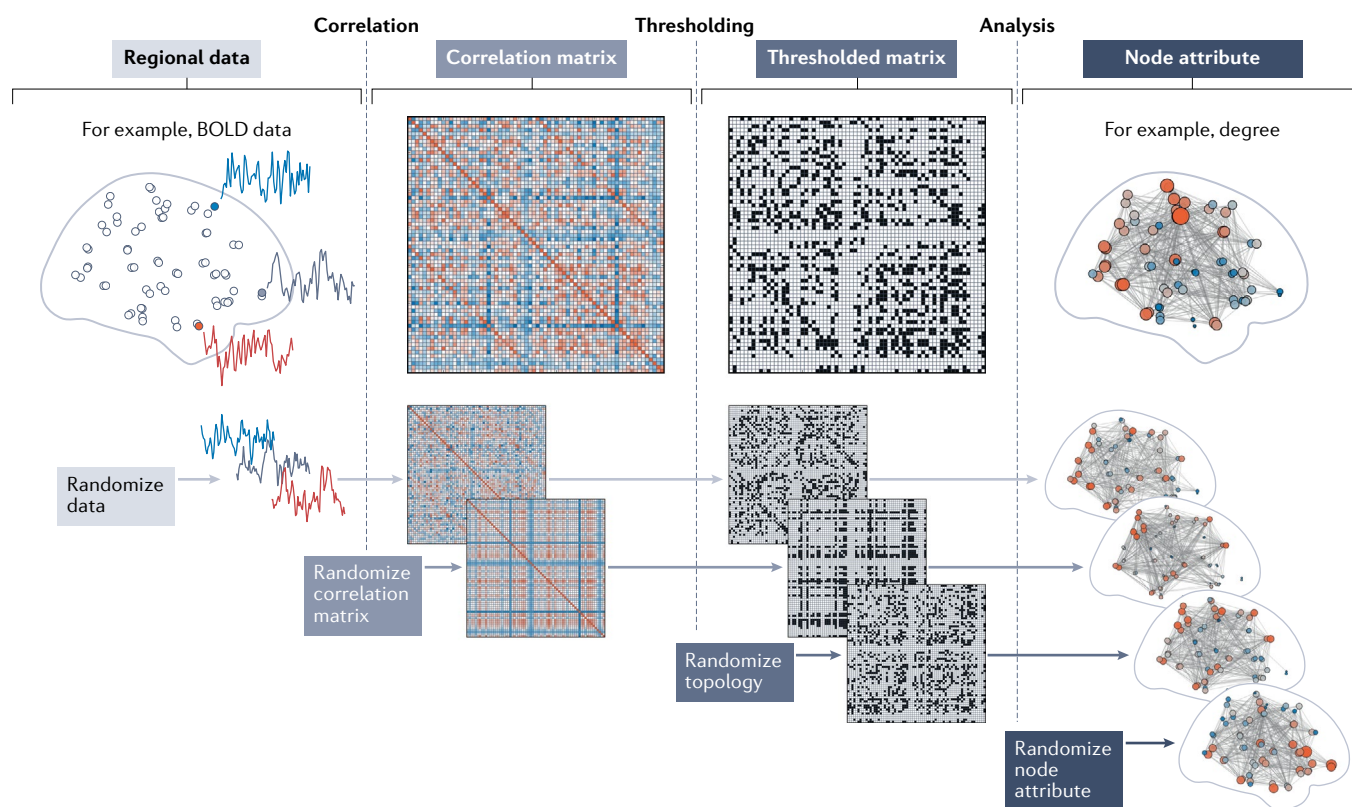 Correlation
Thresholding
Analysis
Regional data
Correlation matrix
Thresholded matrix
Node attribute
For example, BOLD data
For example, degree
Randomize
data
Randomize
correlation
matrix
Randomize
topology
Randomize
node
attribute